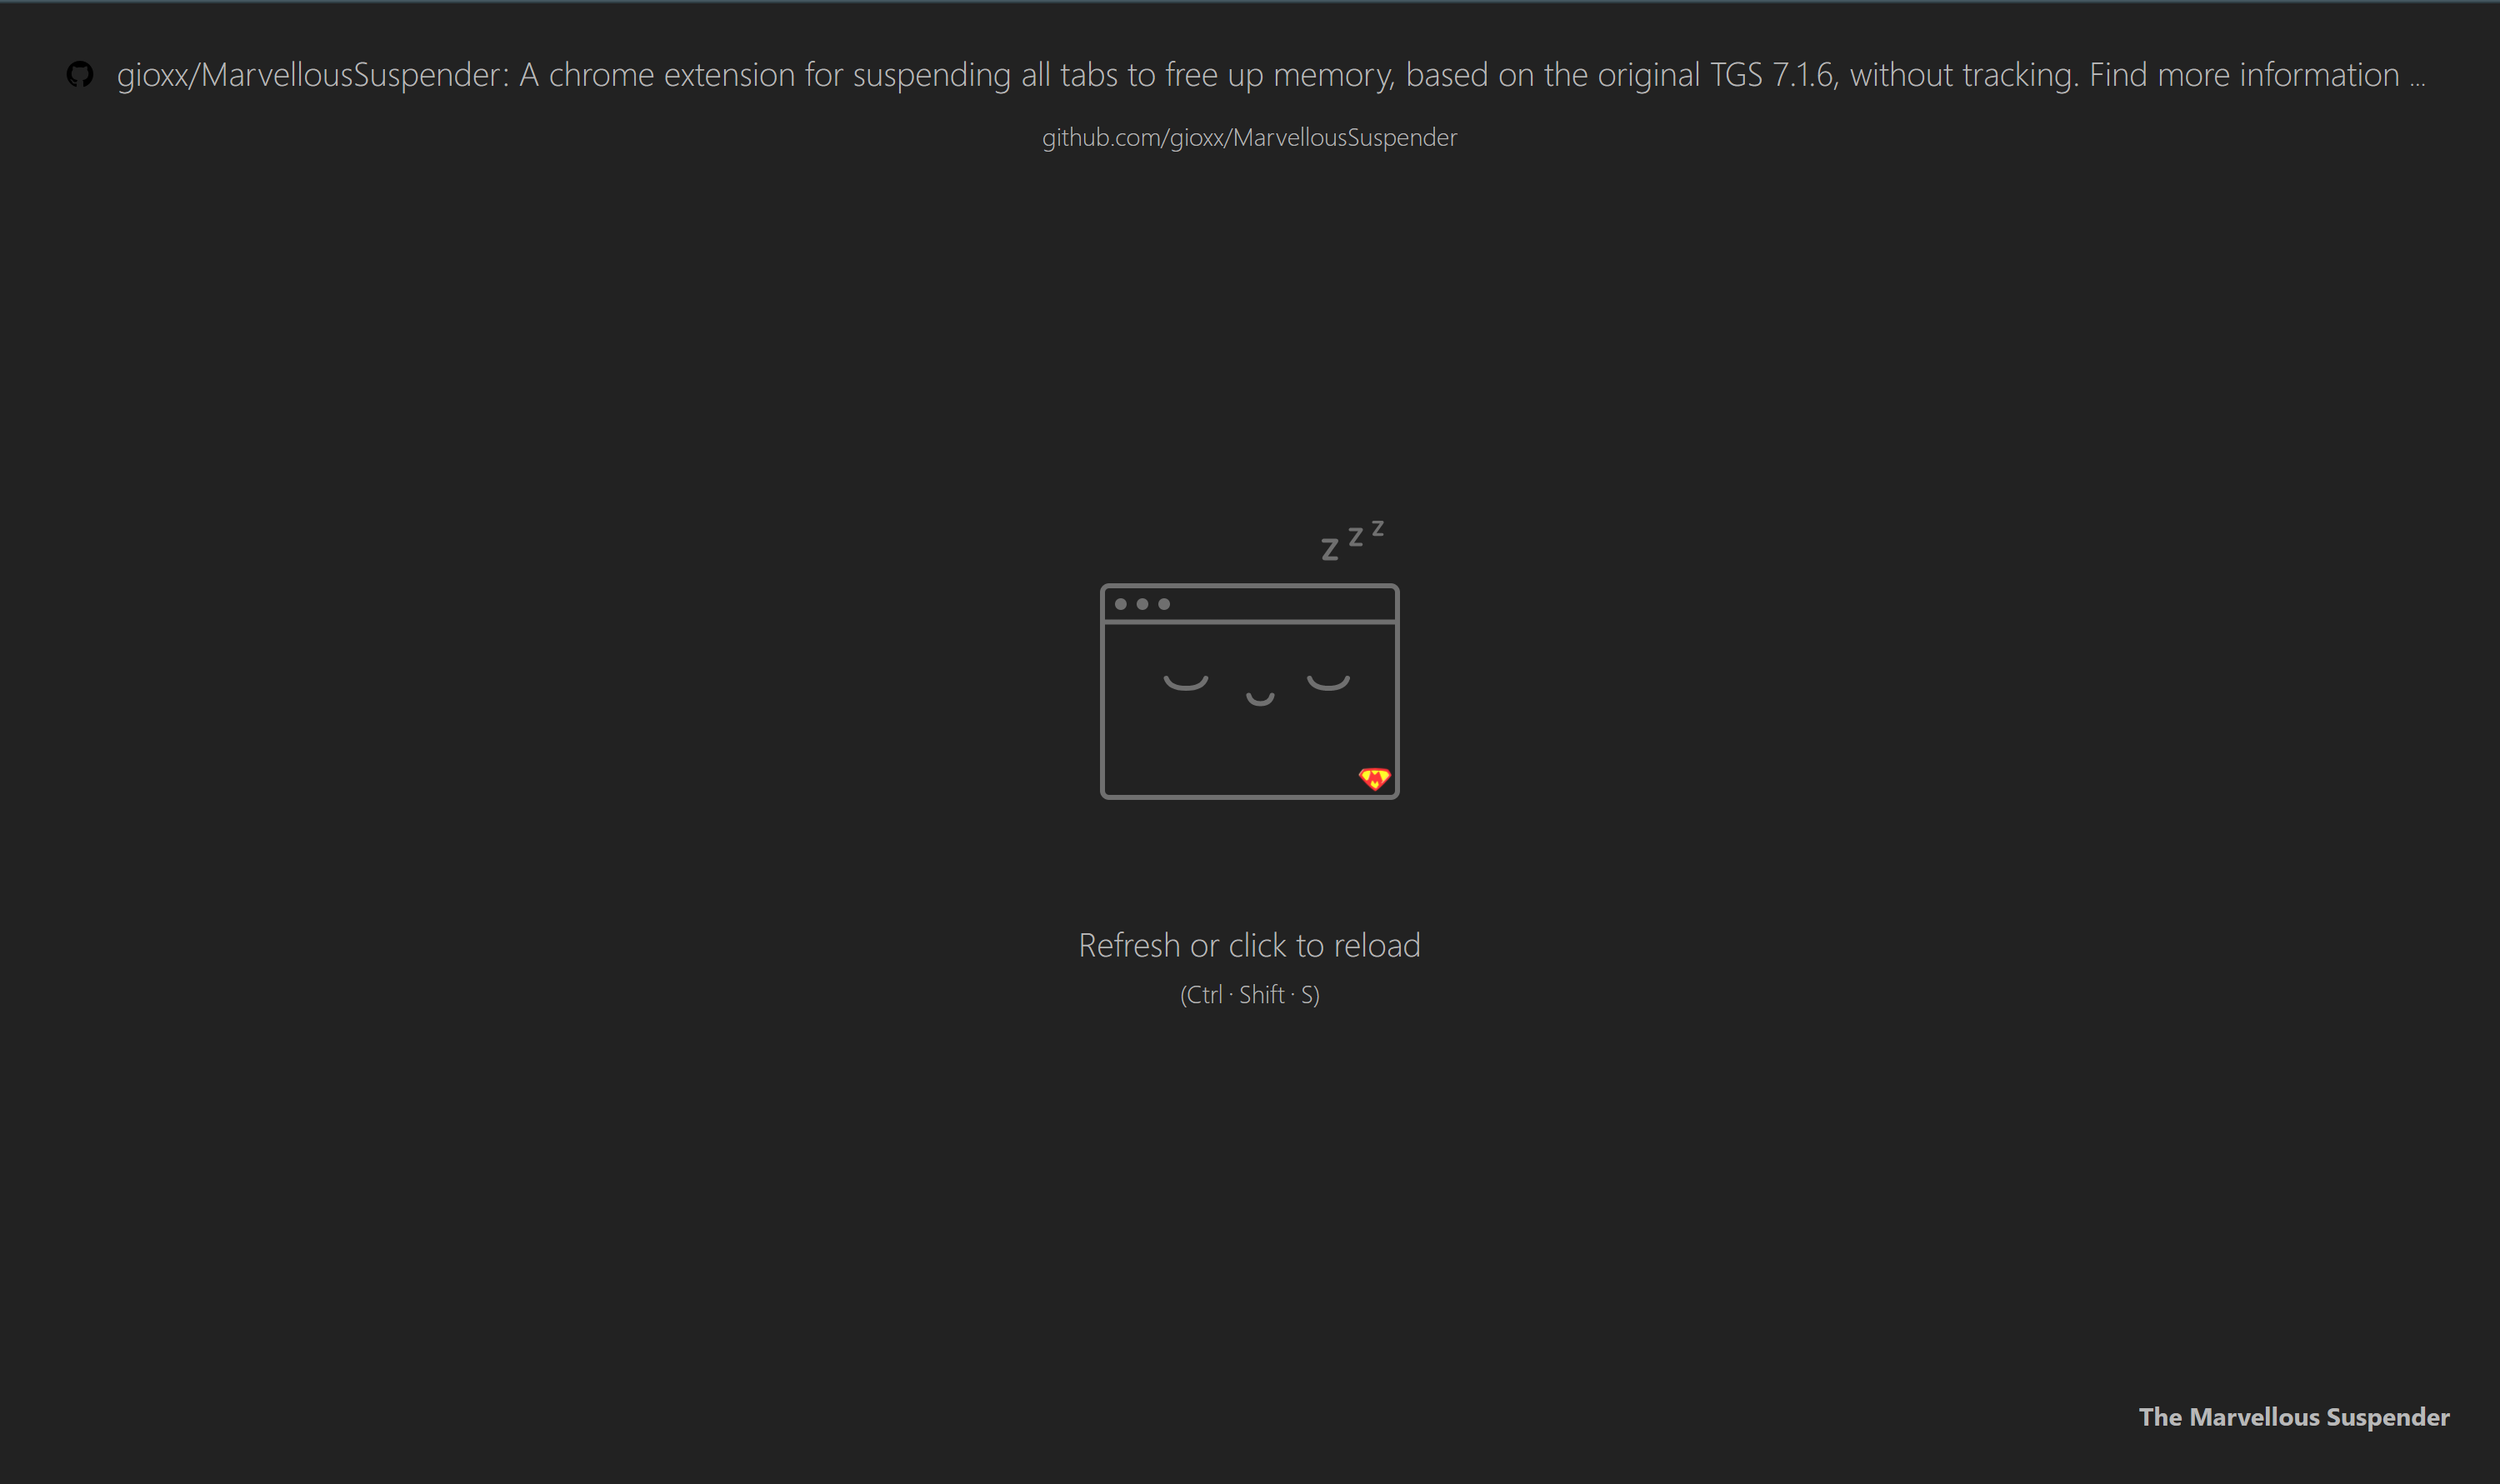 gioxx/MarvellousSuspender: A chrome extension for suspending all tabs to free up memory, based on the original TGS 7.1.6, without tracking. Find more information ...
github.com/gioxx/MarvellousSuspender
z z z
M
Refresh or click to reload
(Ctrl · Shift · S)
The Marvellous Suspender